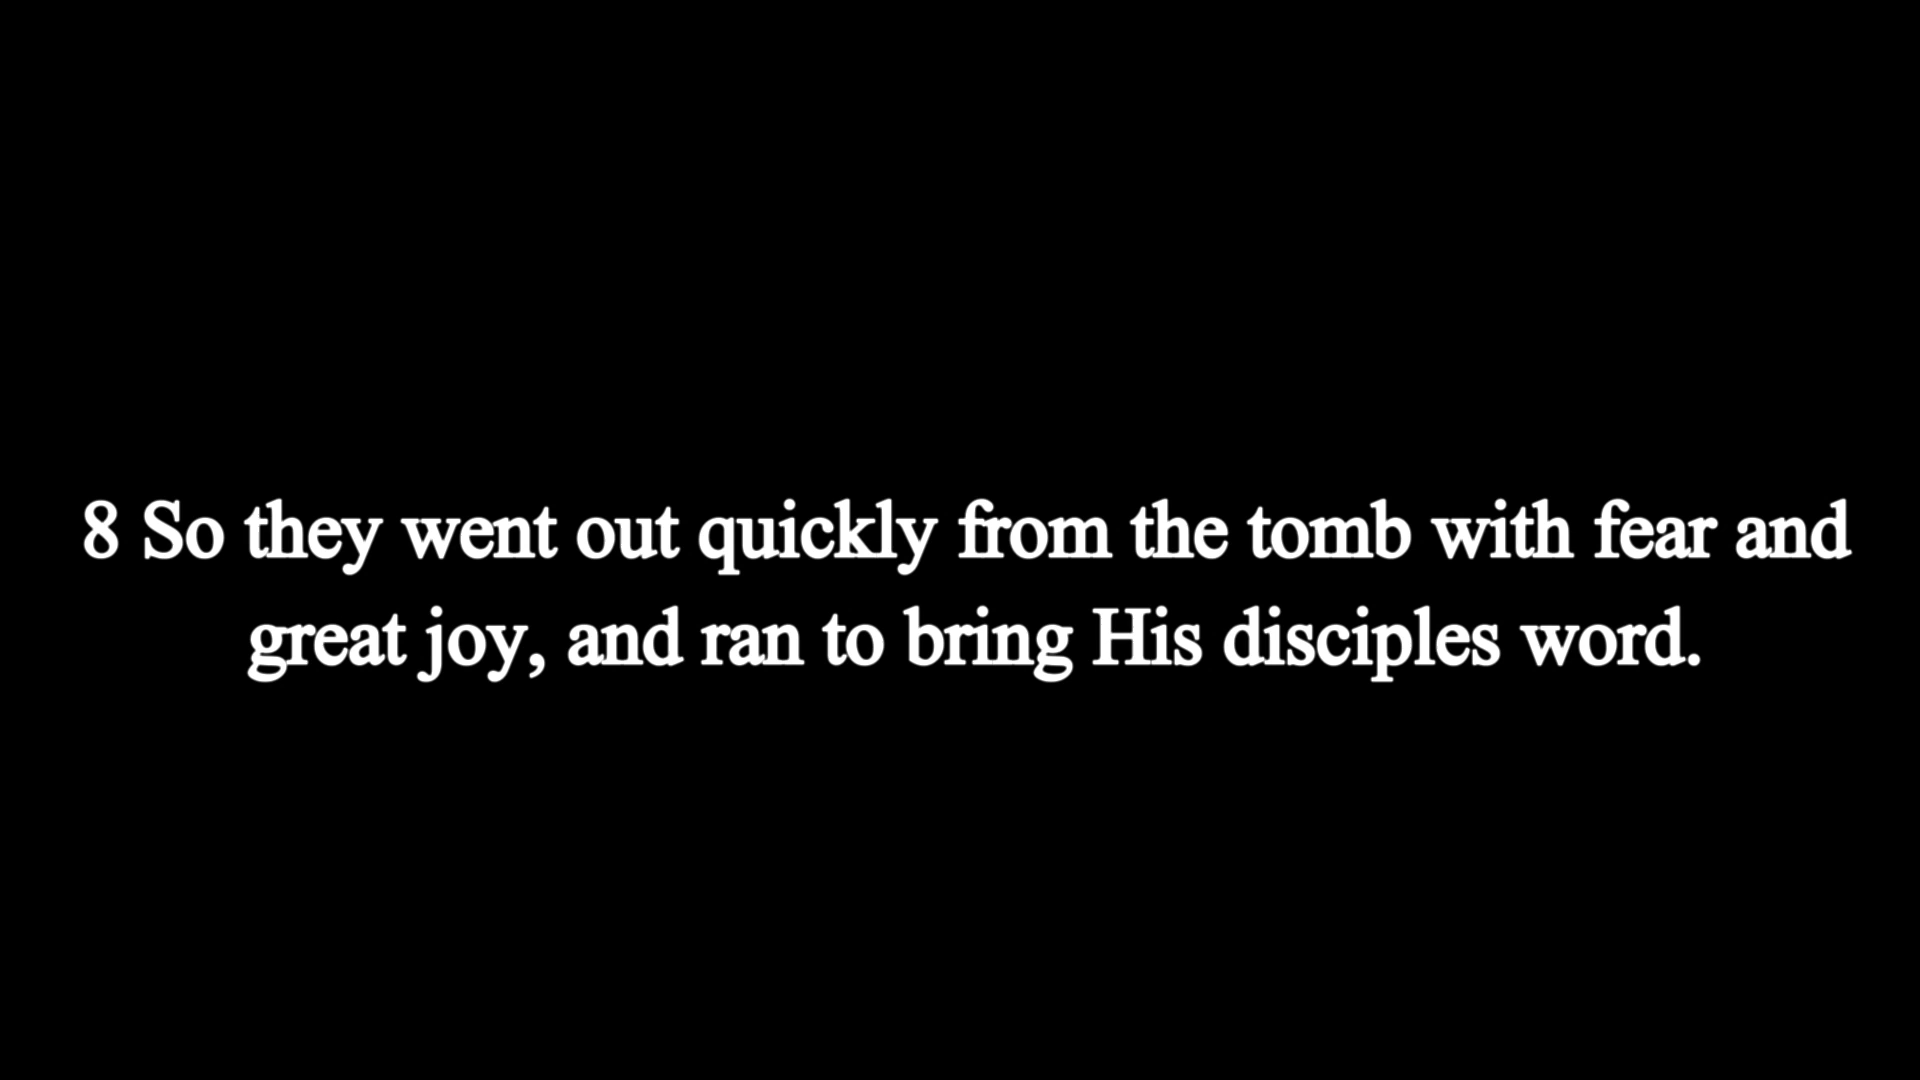 8 So they went out quickly from the tomb with fear and
great joy, and ran to bring His disciples word.